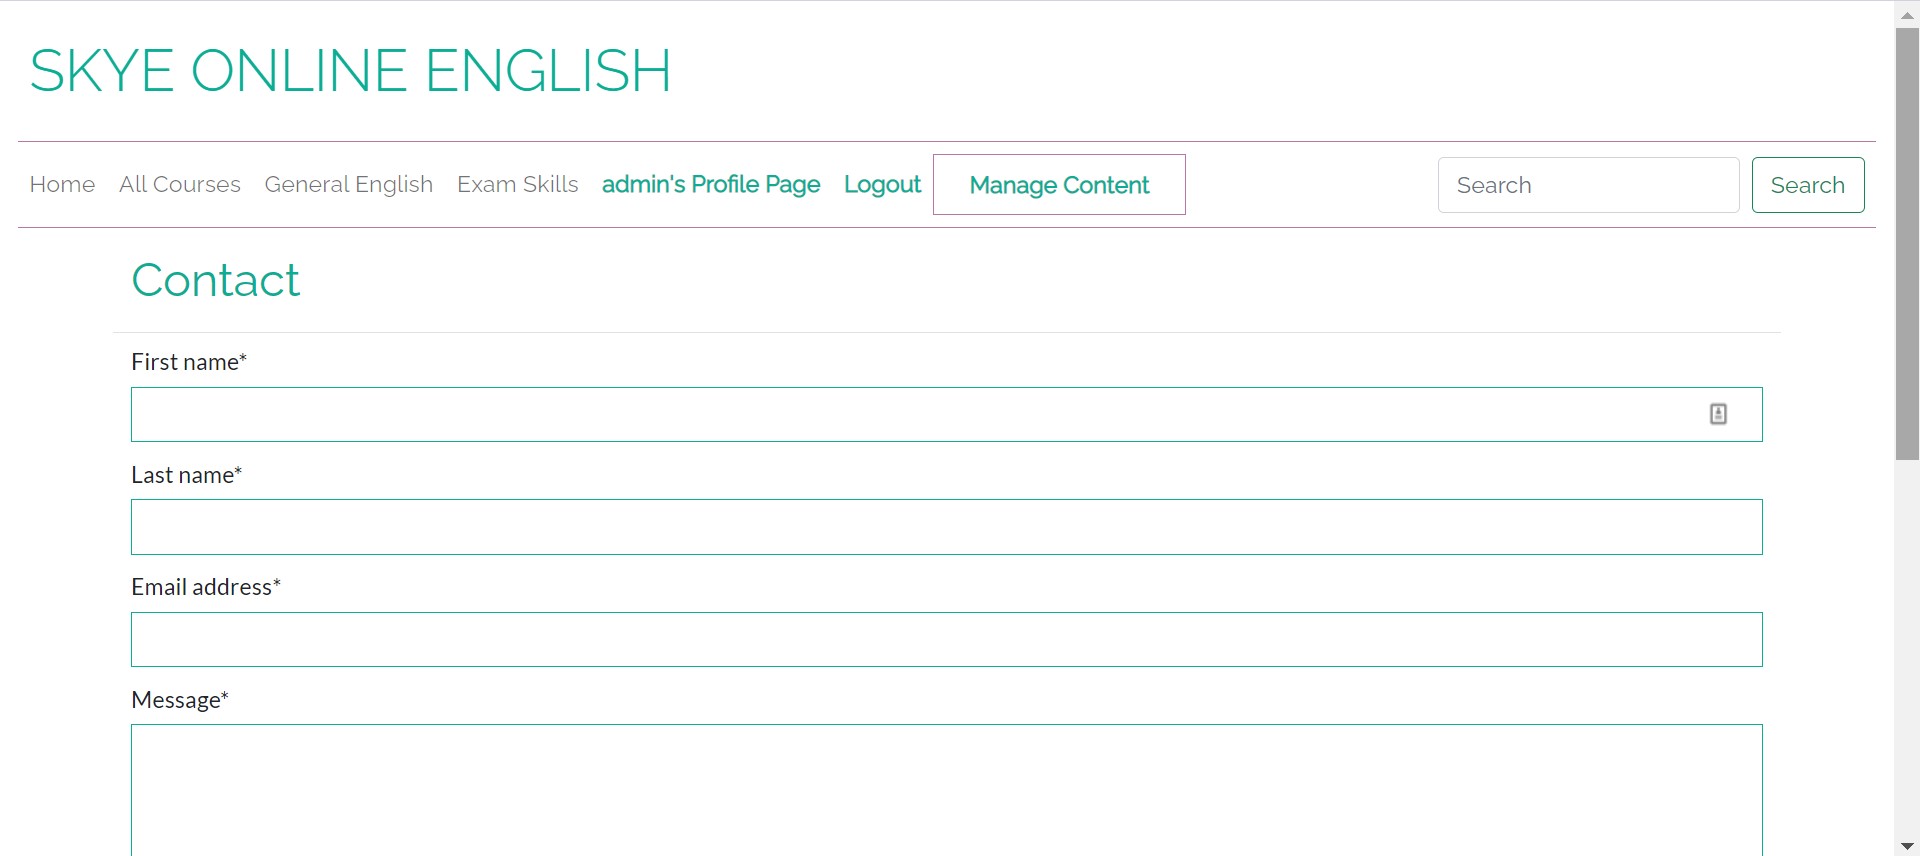 SKYE ONLINE ENGLISH
Home All Courses General English Exam Skills admin's Profile Page Logout Manage Content Search Search
Contact
First name*
Last name*
Email address*
Message*